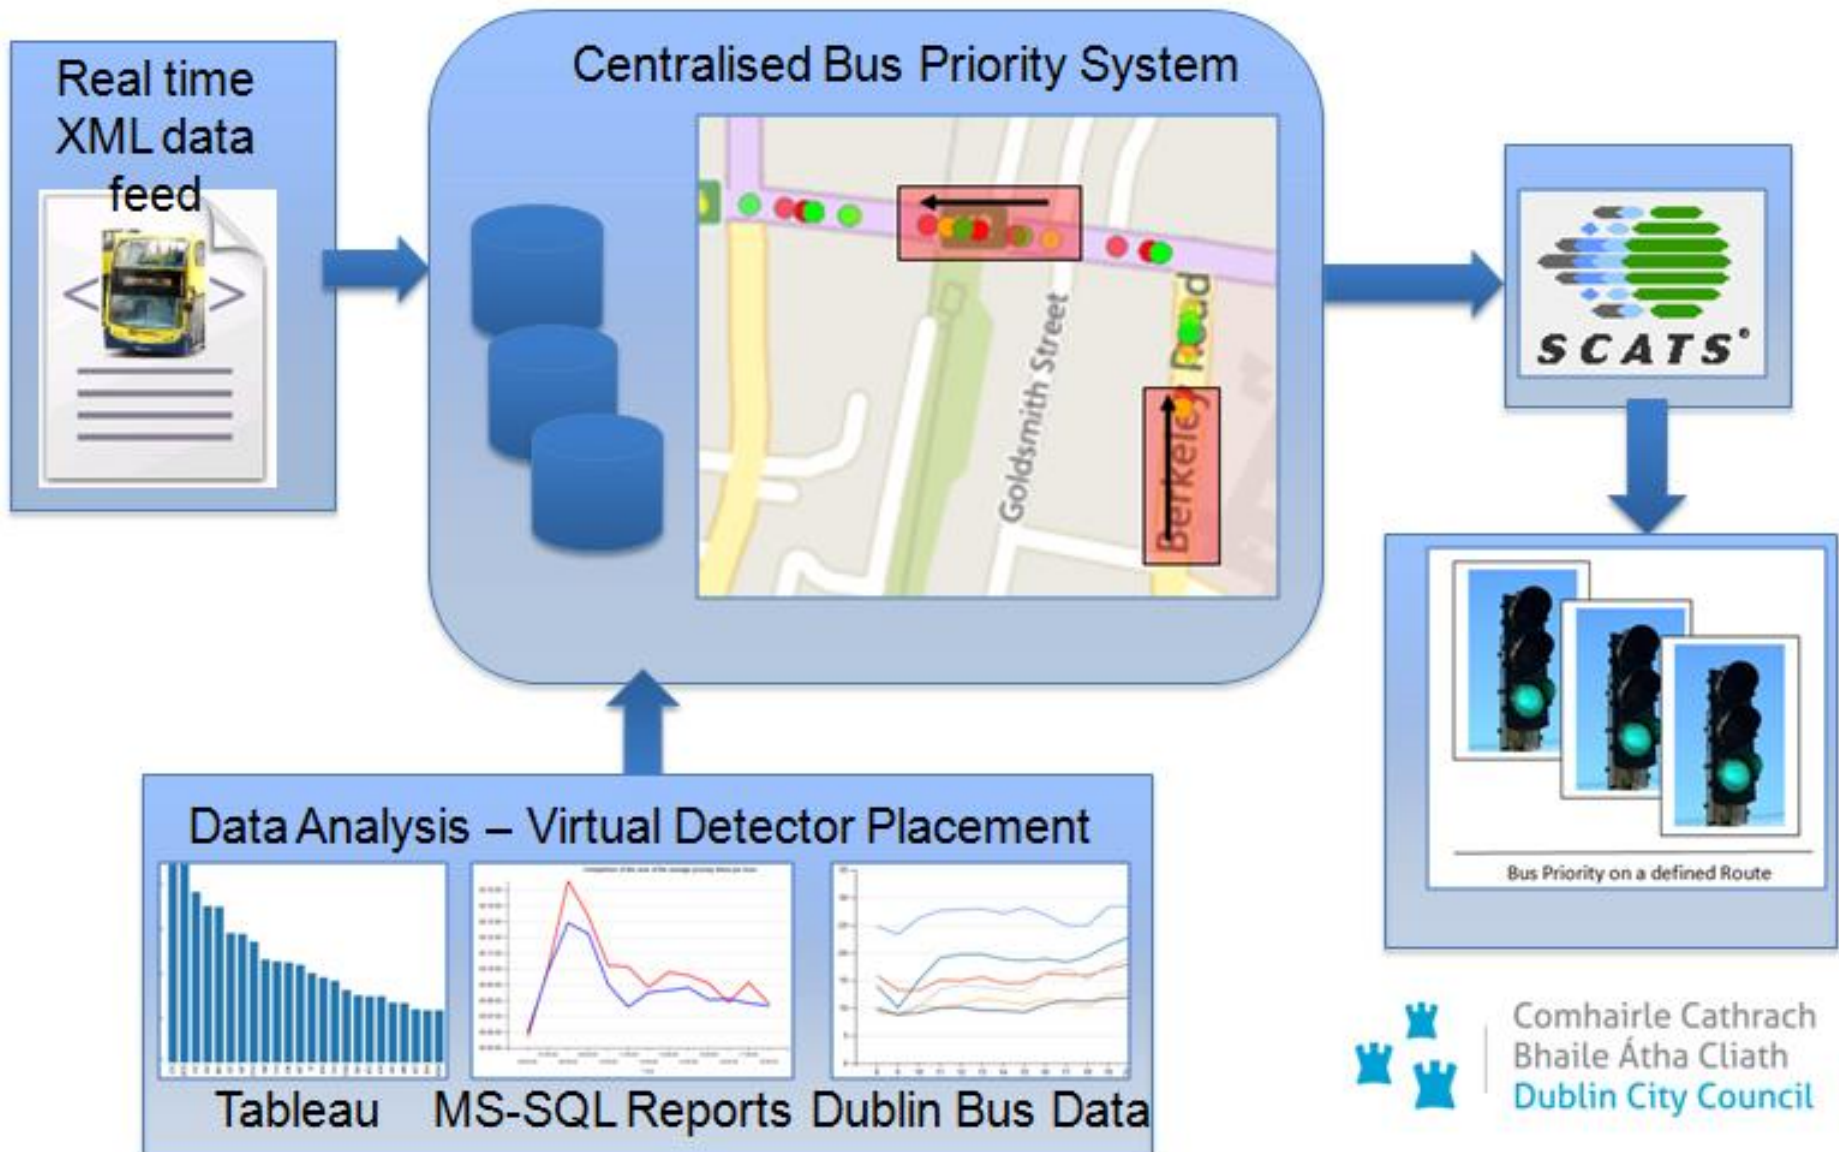 Real time
XML data
feed
< >
Centralised Bus Priority System
Goldsmith Street
Berkeley Road
SCATS®
Bus Priority on a defined Route
Data Analysis – Virtual Detector Placement
Tableau
MS-SQL Reports
Dublin Bus Data
Comhairle Cathrach
Bhaile Átha Cliath
Dublin City Council